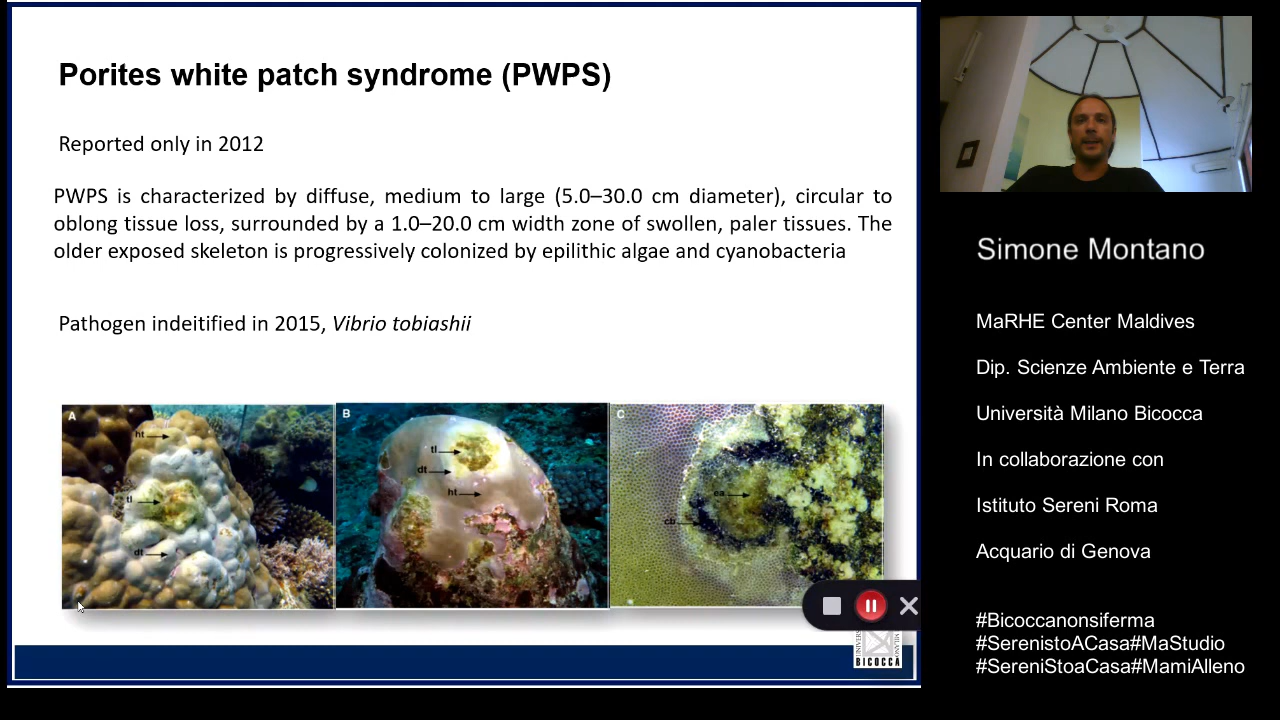 Porites white patch syndrome (PWPS)
Reported only in 2012
PWPS is characterized by diffuse, medium to large (5.0–30.0 cm diameter), circular to
oblong tissue loss, surrounded by a 1.0–20.0 cm width zone of swollen, paler tissues. The
older exposed skeleton is progressively colonized by epilithic algae and cyanobacteria
Pathogen indeitified in 2015, Vibrio tobiashii
A
ht
tl
dt
B
tl
dt
ht
C
ea
cb
BICOCCA
Simone Montano
MaRHE Center Maldives
Dip. Scienze Ambiente e Terra
Università Milano Bicocca
In collaborazione con
Istituto Sereni Roma
Acquario di Genova
#Bicoccanonsiferma
#SerenistoACasa#MaStudio
#SereniStoaCasa#MamiAlleno